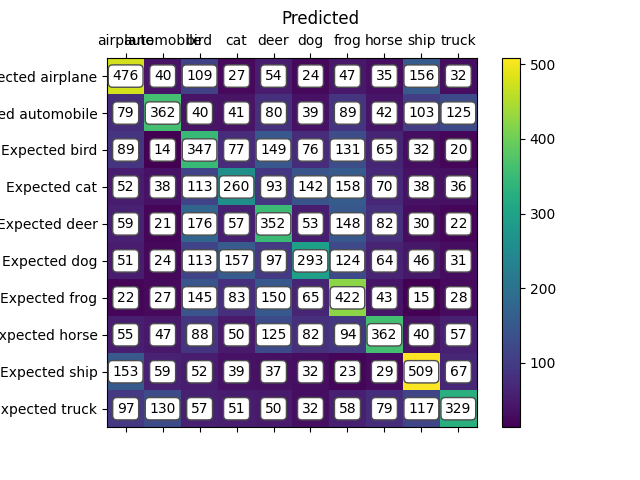 Predicted
airplane automobile bird cat deer dog frog horse ship truck
ected airplane 476 40 109 27 54 24 47 35 156 32
ed automobile 79 362 40 41 80 39 89 42 103 125
Expected bird 89 14 347 77 149 76 131 65 32 20
Expected cat 52 38 113 260 93 142 158 70 38 36
Expected deer 59 21 176 57 352 53 148 82 30 22
Expected dog 51 24 113 157 97 293 124 64 46 31
Expected frog 22 27 145 83 150 65 422 43 15 28
xpected horse 55 47 88 50 125 82 94 362 40 57
Expected ship 153 59 52 39 37 32 23 29 509 67
xpected truck 97 130 57 51 50 32 58 79 117 329
500
400
300
200
100